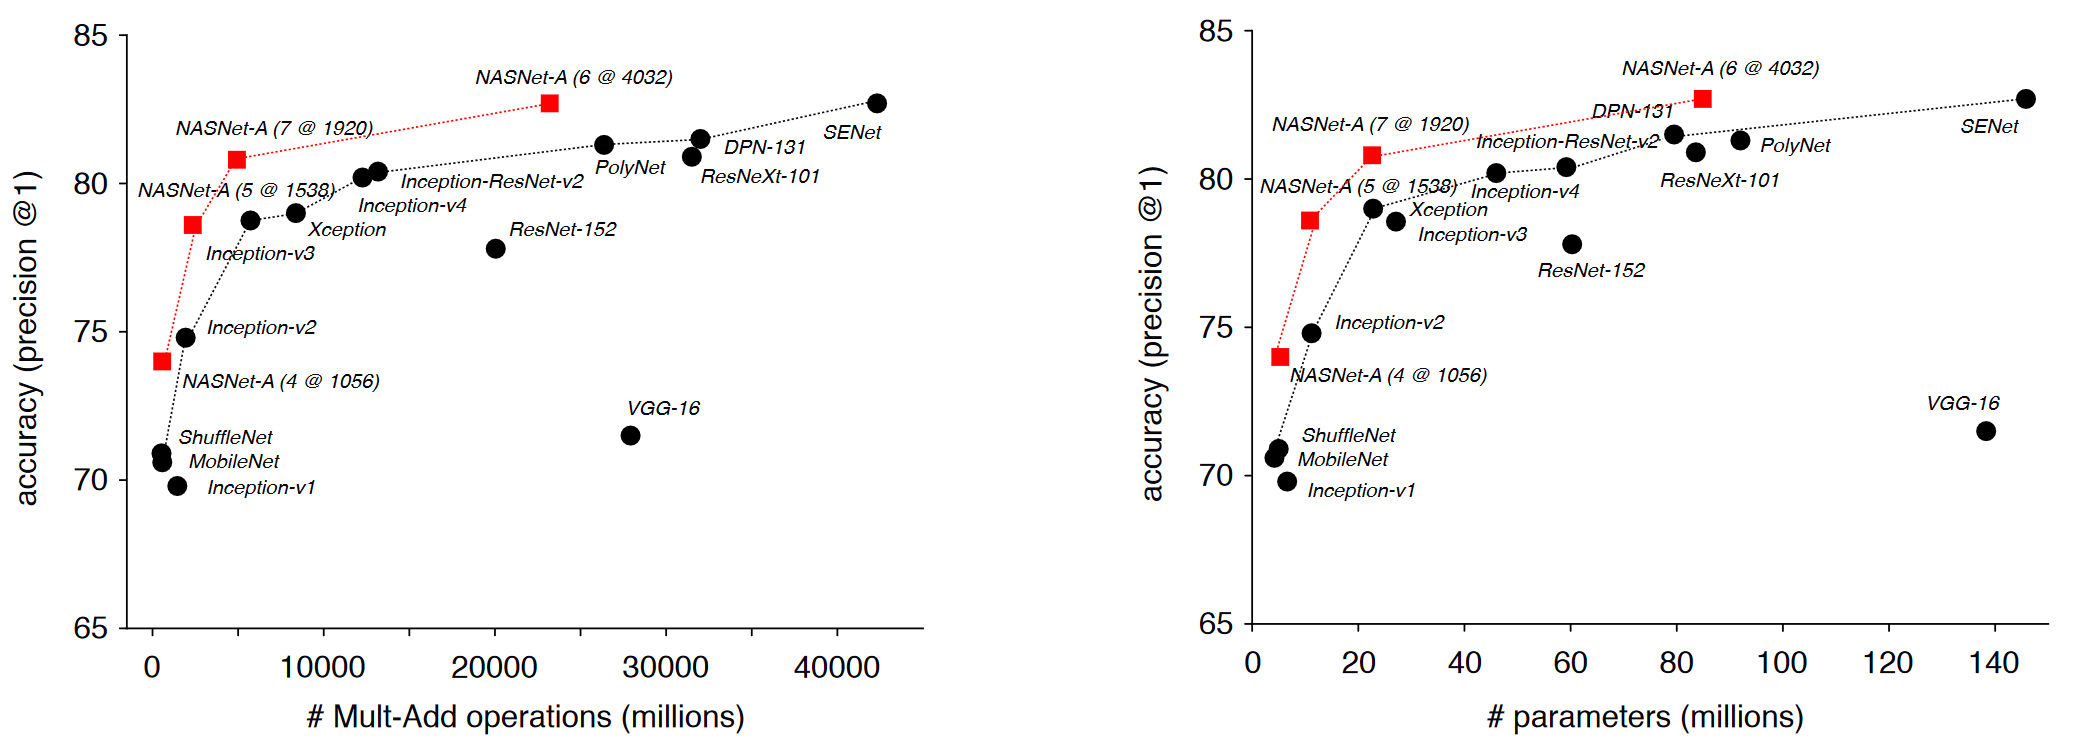 85
80
75
70
65
accuracy (precision @1)
NASNet-A (6 @ 4032)
NASNet-A (7 @ 1920)
SENet
DPN-131
PolyNet
ResNeXt-101
NASNet-A (5 @ 1538)
Inception-ResNet-v2
Inception-v4
Xception
ResNet-152
Inception-v3
Inception-v2
NASNet-A (4 @ 1056)
VGG-16
ShuffleNet
MobileNet
Inception-v1
0 10000 20000 30000 40000
# Mult-Add operations (millions)
85
80
75
70
65
accuracy (precision @1)
NASNet-A (6 @ 4032)
DPN-131
NASNet-A (7 @ 1920)
SENet
Inception-ResNet-v2
PolyNet
ResNeXt-101
NASNet-A (5 @ 1538)
Inception-v4
Xception
Inception-v3
ResNet-152
Inception-v2
NASNet-A (4 @ 1056)
VGG-16
ShuffleNet
MobileNet
Inception-v1
0 20 40 60 80 100 120 140
# parameters (millions)